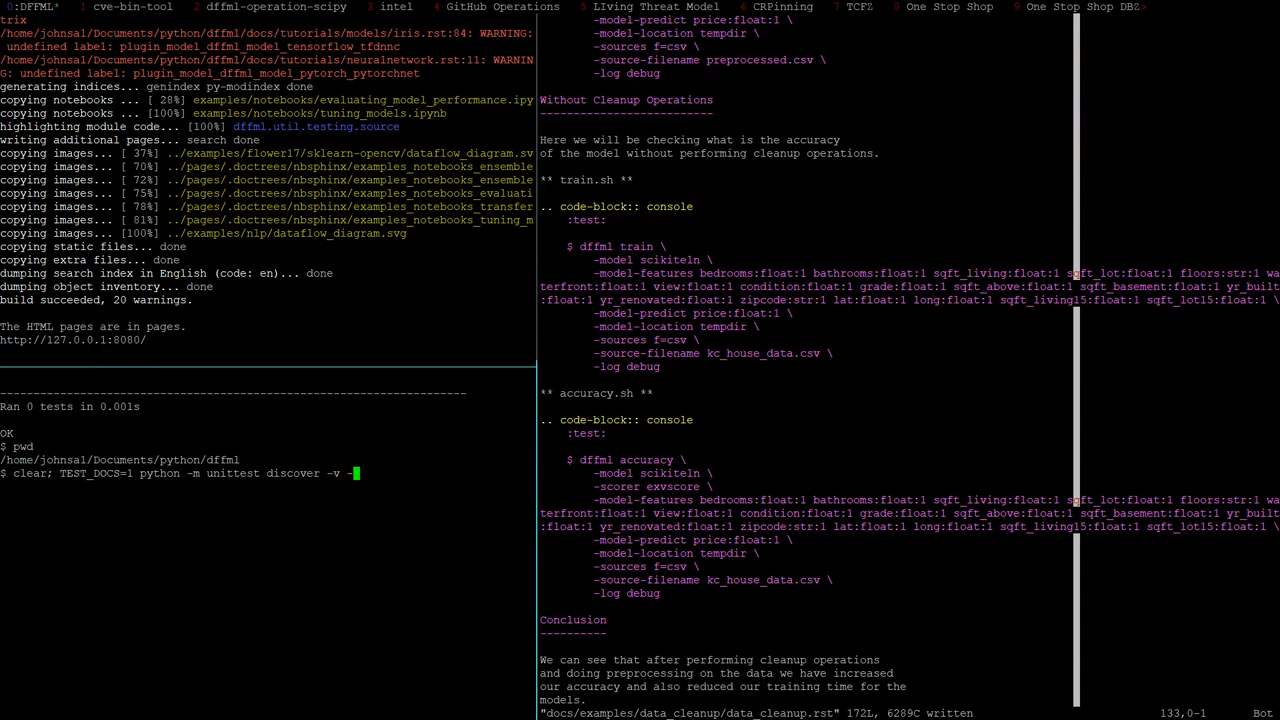 0:DFFML* 1 cve-bin-tool 2 dffml-operation-scipy 3 intel 4 GitHub Operations 5 LIving Threat Model 6 CRPinning 7 TCFZ 8 One Stop Shop 9 One Stop Shop DBZ>
trix
/home/johnsal/Documents/python/dffml/docs/tutorials/models/iris.rst:84: WARNING:
 undefined label: plugin_model_dffml_model_tensorflow_tfdnnc
/home/johnsal/Documents/python/dffml/docs/tutorials/neuralnetwork.rst:11: WARNIN
G: undefined label: plugin_model_dffml_model_pytorch_pytorchnet
generating indices... genindex py-modindex done
copying notebooks ... [ 28%] examples/notebooks/evaluating_model_performance.ipy
copying notebooks ... [100%] examples/notebooks/tuning_models.ipynb
highlighting module code... [100%] dffml.util.testing.source
writing additional pages... search done
copying images... [ 37%] ../examples/flower17/sklearn-opencv/dataflow_diagram.sv
copying images... [ 70%] ../pages/.doctrees/nbsphinx/examples_notebooks_ensemble
copying images... [ 72%] ../pages/.doctrees/nbsphinx/examples_notebooks_ensemble
copying images... [ 75%] ../pages/.doctrees/nbsphinx/examples_notebooks_evaluati
copying images... [ 78%] ../pages/.doctrees/nbsphinx/examples_notebooks_transfer
copying images... [ 81%] ../pages/.doctrees/nbsphinx/examples_notebooks_tuning_m
copying images... [100%] ../examples/nlp/dataflow_diagram.svg
copying static files... done
copying extra files... done
dumping search index in English (code: en)... done
dumping object inventory... done
build succeeded, 20 warnings.
The HTML pages are in pages.
http://127.0.0.1:8080/
----------------------------------------------------------------------
Ran 0 tests in 0.001s
OK
$ pwd
/home/johnsal/Documents/python/dffml
$ clear; TEST_DOCS=1 python -m unittest discover -v -
-model-predict price:float:1 \
-model-location tempdir \
-sources f=csv \
-source-filename preprocessed.csv \
-log debug
Without Cleanup Operations
--------------------------
Here we will be checking what is the accuracy
of the model without performing cleanup operations.
** train.sh **
.. code-block:: console
:test:
$ dffml train \
-model scikiteln \
-model-features bedrooms:float:1 bathrooms:float:1 sqft_living:float:1 sqft_lot:float:1 floors:str:1 wa
terfront:float:1 view:float:1 condition:float:1 grade:float:1 sqft_above:float:1 sqft_basement:float:1 yr_built
:float:1 yr_renovated:float:1 zipcode:str:1 lat:float:1 long:float:1 sqft_living15:float:1 sqft_lot15:float:1 \
-model-predict price:float:1 \
-model-location tempdir \
-sources f=csv \
-source-filename kc_house_data.csv \
-log debug
** accuracy.sh **
.. code-block:: console
:test:
$ dffml accuracy \
-model scikiteln \
-scorer exvscore \
-model-features bedrooms:float:1 bathrooms:float:1 sqft_living:float:1 sqft_lot:float:1 floors:str:1 wa
terfront:float:1 view:float:1 condition:float:1 grade:float:1 sqft_above:float:1 sqft_basement:float:1 yr_built
:float:1 yr_renovated:float:1 zipcode:str:1 lat:float:1 long:float:1 sqft_living15:float:1 sqft_lot15:float:1 \
-model-predict price:float:1 \
-model-location tempdir \
-sources f=csv \
-source-filename kc_house_data.csv \
-log debug
Conclusion
----------
We can see that after performing cleanup operations
and doing preprocessing on the data we have increased
our accuracy and also reduced our training time for the
models.
"docs/examples/data_cleanup/data_cleanup.rst" 172L, 6289C written 133,0-1 Bot